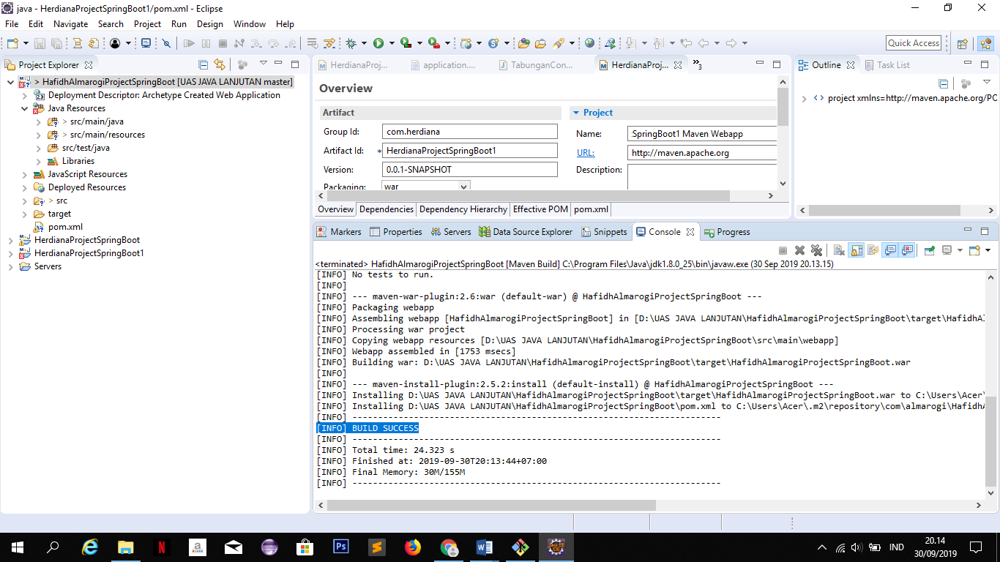 java - HerdianaProjectSpringBoot1/pom.xml - Eclipse
File Edit Navigate Search Project Run Design Window Help
Quick Access
Project Explorer
> HafidhAlmarogiProjectSpringBoot [UAS JAVA LANJUTAN master]
Deployment Descriptor: Archetype Created Web Application
Java Resources
> src/main/java
> src/main/resources
src/test/java
Libraries
JavaScript Resources
Deployed Resources
> src
target
pom.xml
HerdianaProjectSpringBoot
HerdianaProjectSpringBoot1
Servers
HerdianaProj... application.... TabunganCon... HerdianaProj... »3
Overview
Artifact
Group Id: com.herdiana
Artifact Id: * HerdianaProjectSpringBoot1
Version: 0.0.1-SNAPSHOT
Packaging: war
Project
Name: :SpringBoot1 Maven Webapp
URL: http://maven.apache.org
Description:
Overview Dependencies Dependency Hierarchy Effective POM pom.xml
Outline Task List
project xmlns=http://maven.apache.org/PO
Markers Properties Servers Data Source Explorer Snippets Console Progress
<terminated> HafidhAlmarogiProjectSpringBoot [Maven Build] C:\Program Files\Java\jdk1.8.0_25\bin\javaw.exe (30 Sep 2019 20.13.15)
[INFO] No tests to run.
[INFO]
[INFO] --- maven-war-plugin:2.6:war (default-war) @ HafidhAlmarogiProjectSpringBoot ---
[INFO] Packaging webapp
[INFO] Assembling webapp [HafidhAlmarogiProjectSpringBoot] in [D:\UAS JAVA LANJUTAN\HafidhAlmarogiProjectSpringBoot\target\HafidhAl
[INFO] Processing war project
[INFO] Copying webapp resources [D:\UAS JAVA LANJUTAN\HafidhAlmarogiProjectSpringBoot\src\main\webapp]
[INFO] Webapp assembled in [1753 msecs]
[INFO] Building war: D:\UAS JAVA LANJUTAN\HafidhAlmarogiProjectSpringBoot\target\HafidhAlmarogiProjectSpringBoot.war
[INFO]
[INFO] --- maven-install-plugin:2.5.2:install (default-install) @ HafidhAlmarogiProjectSpringBoot ---
[INFO] Installing D:\UAS JAVA LANJUTAN\HafidhAlmarogiProjectSpringBoot\target\HafidhAlmarogiProjectSpringBoot.war to C:\Users\Acer\
[INFO] Installing D:\UAS JAVA LANJUTAN\HafidhAlmarogiProjectSpringBoot\pom.xml to C:\Users\Acer\.m2\repository\com\almarogi\HafidhA
[INFO] ------------------------------------------------------------------------
[INFO] BUILD SUCCESS
[INFO] ------------------------------------------------------------------------
[INFO] Total time: 24.323 s
[INFO] Finished at: 2019-09-30T20:13:44+07:00
[INFO] Final Memory: 30M/155M
[INFO] ------------------------------------------------------------------------
IND
20.14
30/09/2019